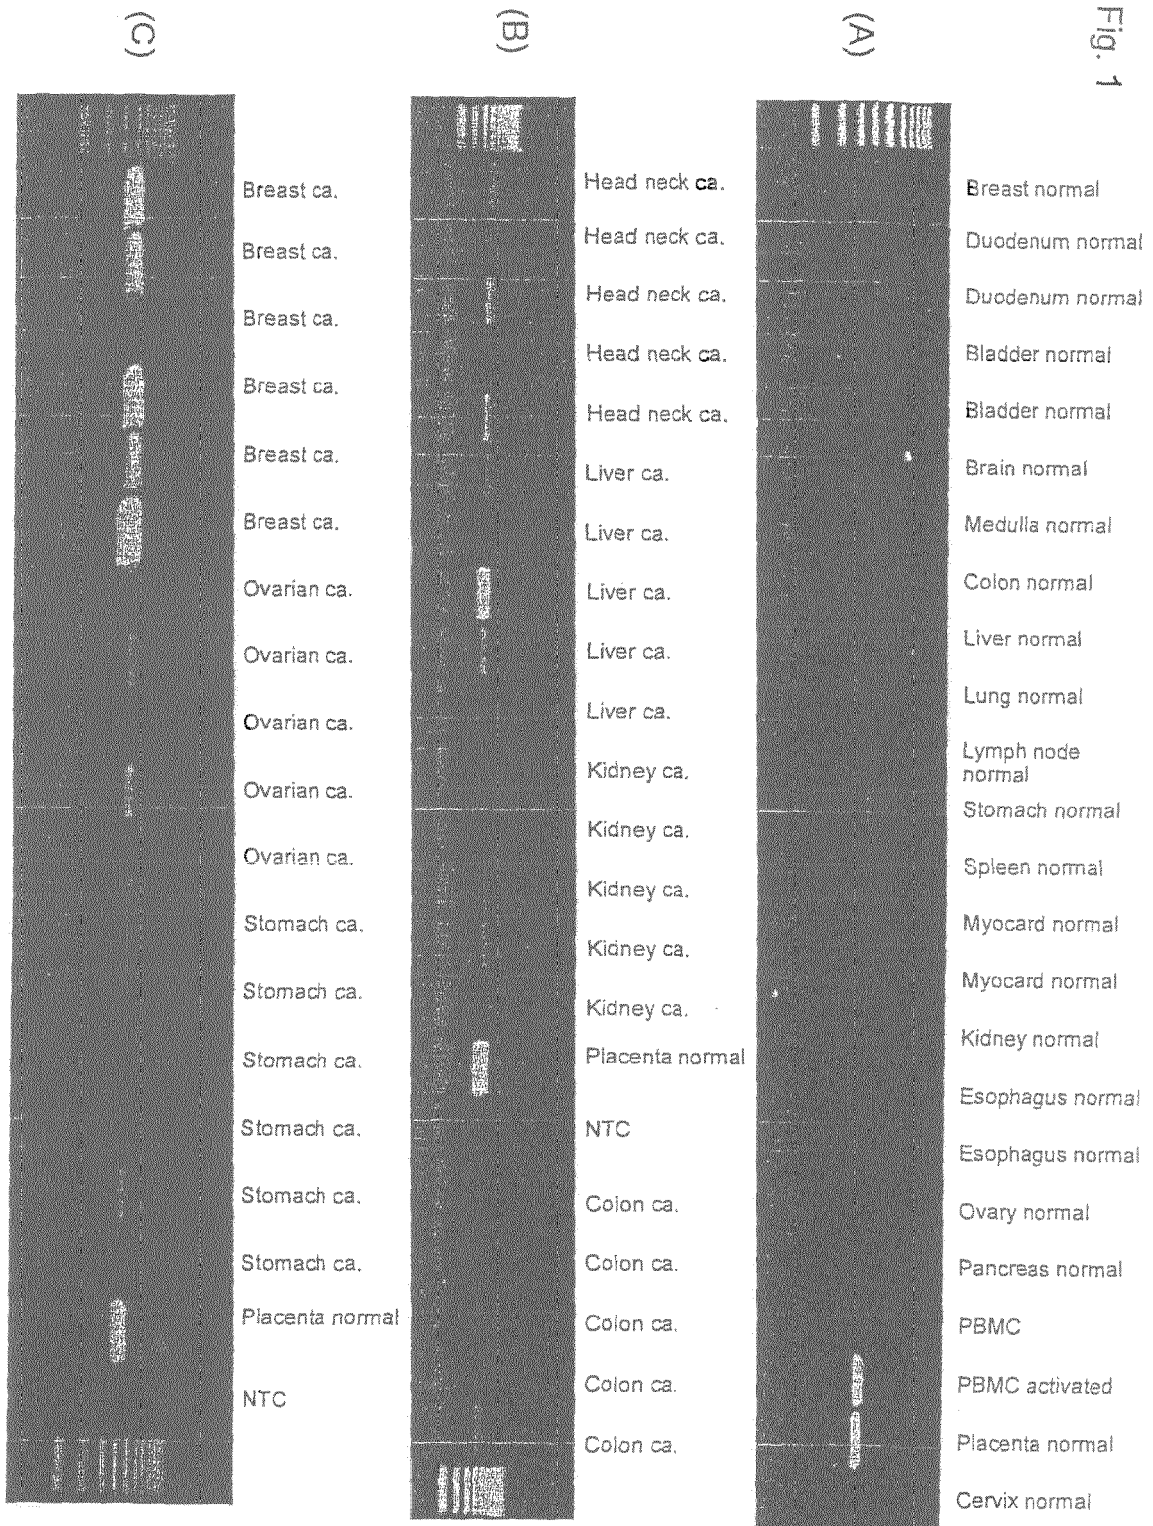 Fig. 1
(A)
Breast normal
Duodenum normal
Duodenum normal
Bladder normal
Bladder normal
Brain normal
Medulla normal
Colon normal
Liver normal
Lung normal
Lymph node
normal
Stomach normal
Spleen normal
Myocard normal
Myocard normal
Kidney normal
Esophagus normal
Esophagus normal
Ovary normal
Pancreas normal
PBMC
PBMC activated
Placenta normal
Cervix normal
(B)
Head neck ca.
Head neck ca.
Head neck ca.
Head neck ca.
Head neck ca.
Liver ca.
Liver ca.
Liver ca.
Liver ca.
Liver ca.
Kidney ca.
Kidney ca.
Kidney ca.
Kidney ca.
Kidney ca.
Placenta normal
NTC
Colon ca.
Colon ca.
Colon ca.
Colon ca.
Colon ca.
(C)
Breast ca.
Breast ca.
Breast ca.
Breast ca.
Breast ca.
Breast ca.
Ovarian ca.
Ovarian ca.
Ovarian ca.
Ovarian ca.
Ovarian ca.
Stomach ca.
Stomach ca.
Stomach ca.
Stomach ca.
Stomach ca.
Stomach ca.
Placenta normal
NTC